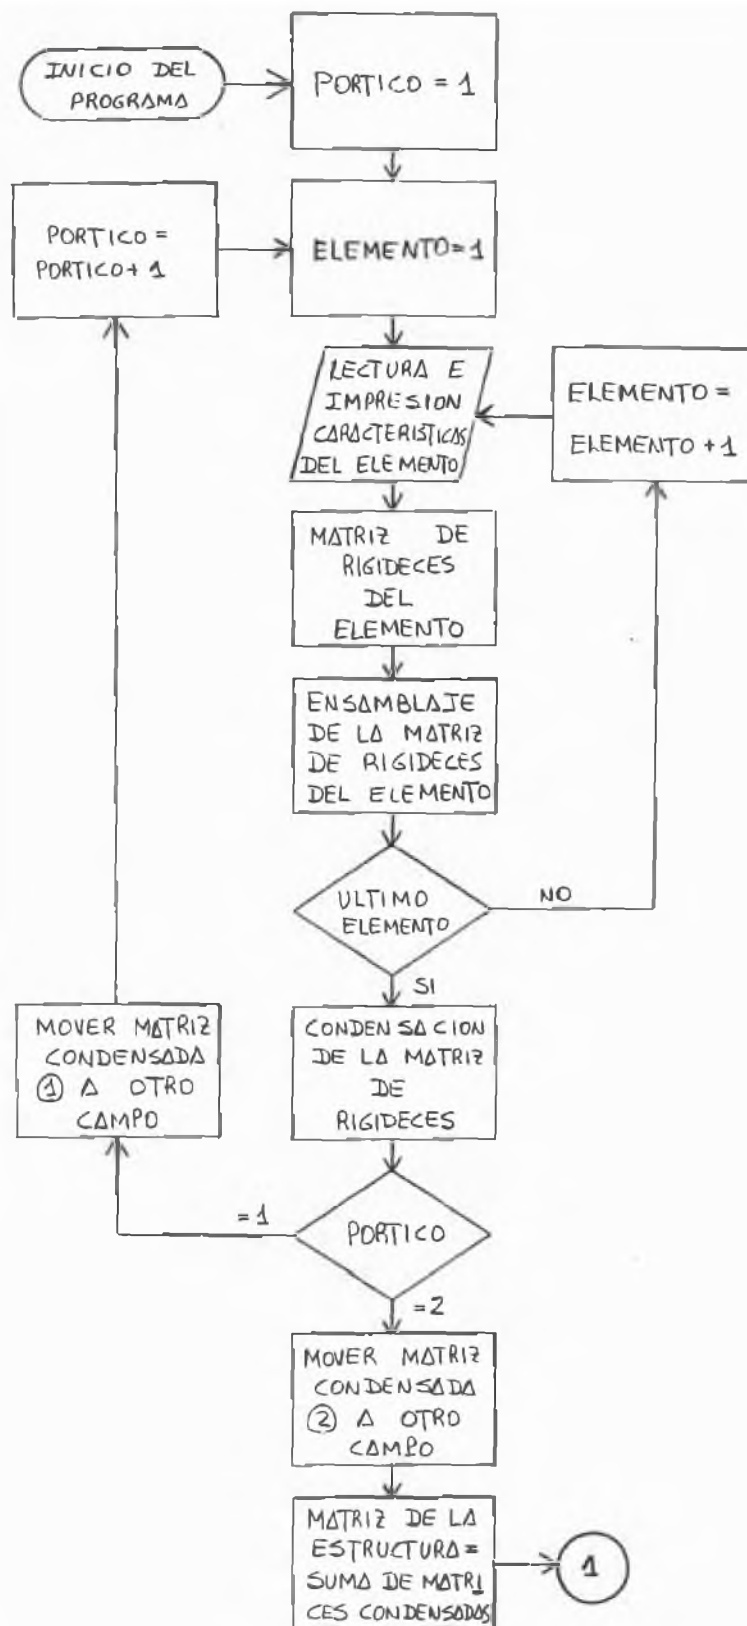 INICIO DEL
PROGRAMA
PORTICO = 1
PORTICO =
PORTICO + 1
ELEMENTO = 1
LECTURA E
IMPRESION
CARACTERISTICAS
DEL ELEMENTO
ELEMENTO =
ELEMENTO + 1
MATRIZ DE
RIGIDECES
DEL
ELEMENTO
ENSAMBLAJE
DE LA MATRIZ
DE RIGIDECES
DEL ELEMENTO
ULTIMO
ELEMENTO
NO
SI
MOVER MATRIZ
CONDENSADA
① A OTRO
CAMPO
CONDENSACION
DE LA MATRIZ
DE
RIGIDECES
= 1
PORTICO
= 2
MOVER MATRIZ
CONDENSADA
② A OTRO
CAMPO
MATRIZ DE LA
ESTRUCTURA =
SUMA DE MATRI
CES CONDENSADAS
1